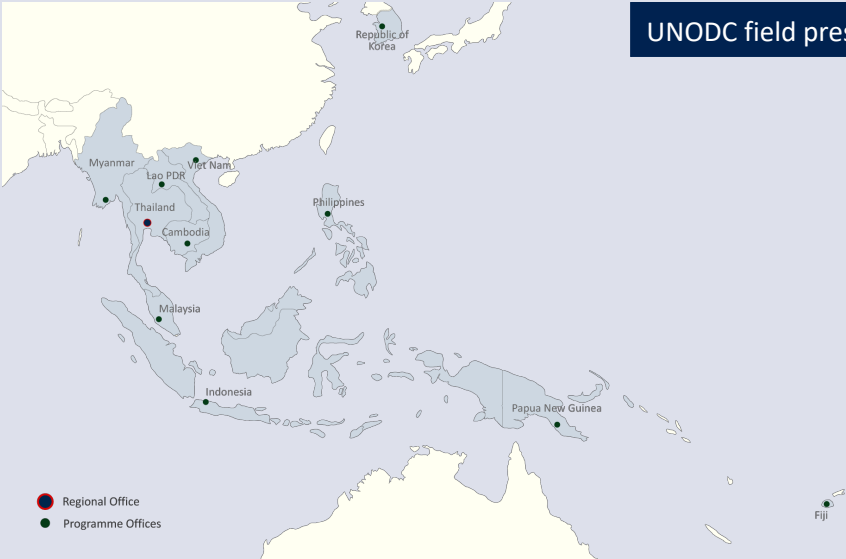 UNODC field pres
Republic of
Korea
Myanmar
Viet Nam
Lao PDR
Thailand
Philippines
Cambodia
Malaysia
Indonesia
Papua New Guinea
Regional Office
Programme Offices
Fiji